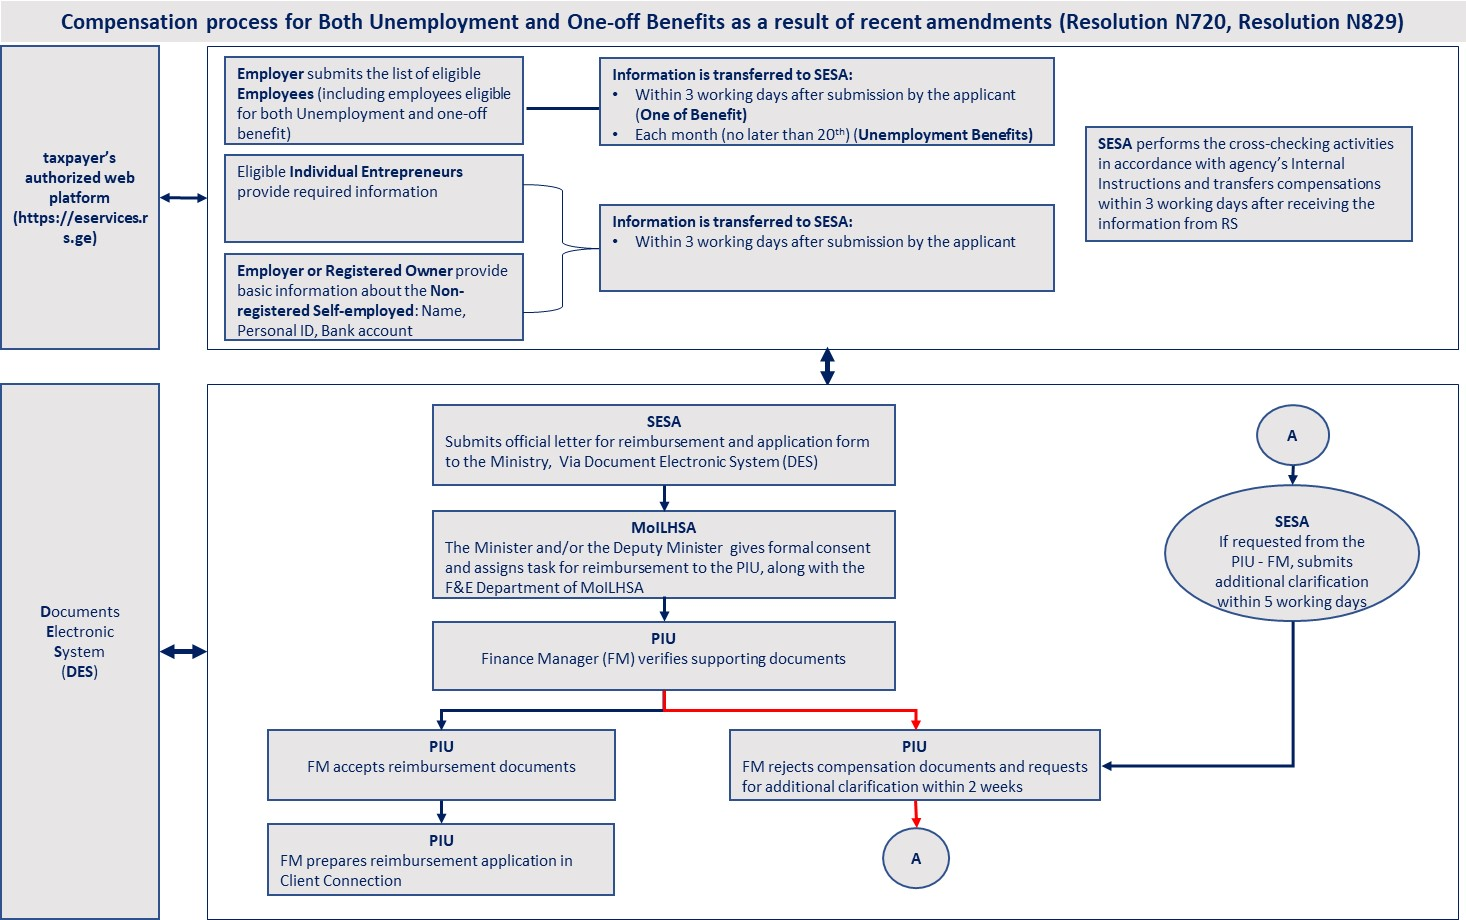 Compensation process for Both Unemployment and One-off Benefits as a result of recent amendments (Resolution N720, Resolution N829)
taxpayer's
authorized web
platform
(https://eservices.r
s.ge)
Employer submits the list of eligible
Employees (including employees eligible
for both Unemployment and one-off
benefit)
Information is transferred to SESA:
• Within 3 working days after submission by the applicant
(One of Benefit)
• Each month (no later than 20th) (Unemployment Benefits)
Eligible Individual Entrepreneurs
provide required information
Employer or Registered Owner provide
basic information about the Non-
registered Self-employed: Name,
Personal ID, Bank account
Information is transferred to SESA:
• Within 3 working days after submission by the applicant
SESA performs the cross-checking activities
in accordance with agency's Internal
Instructions and transfers compensations
within 3 working days after receiving the
information from RS
Documents
Electronic
System
(DES)
SESA
Submits official letter for reimbursement and application form
to the Ministry, Via Document Electronic System (DES)
MoILHSA
The Minister and/or the Deputy Minister gives formal consent
and assigns task for reimbursement to the PIU, along with the
F&E Department of MoILHSA
PIU
Finance Manager (FM) verifies supporting documents
PIU
FM accepts reimbursement documents
PIU
FM prepares reimbursement application in
Client Connection
PIU
FM rejects compensation documents and requests
for additional clarification within 2 weeks
A
A
SESA
If requested from the
PIU - FM, submits
additional clarification
within 5 working days